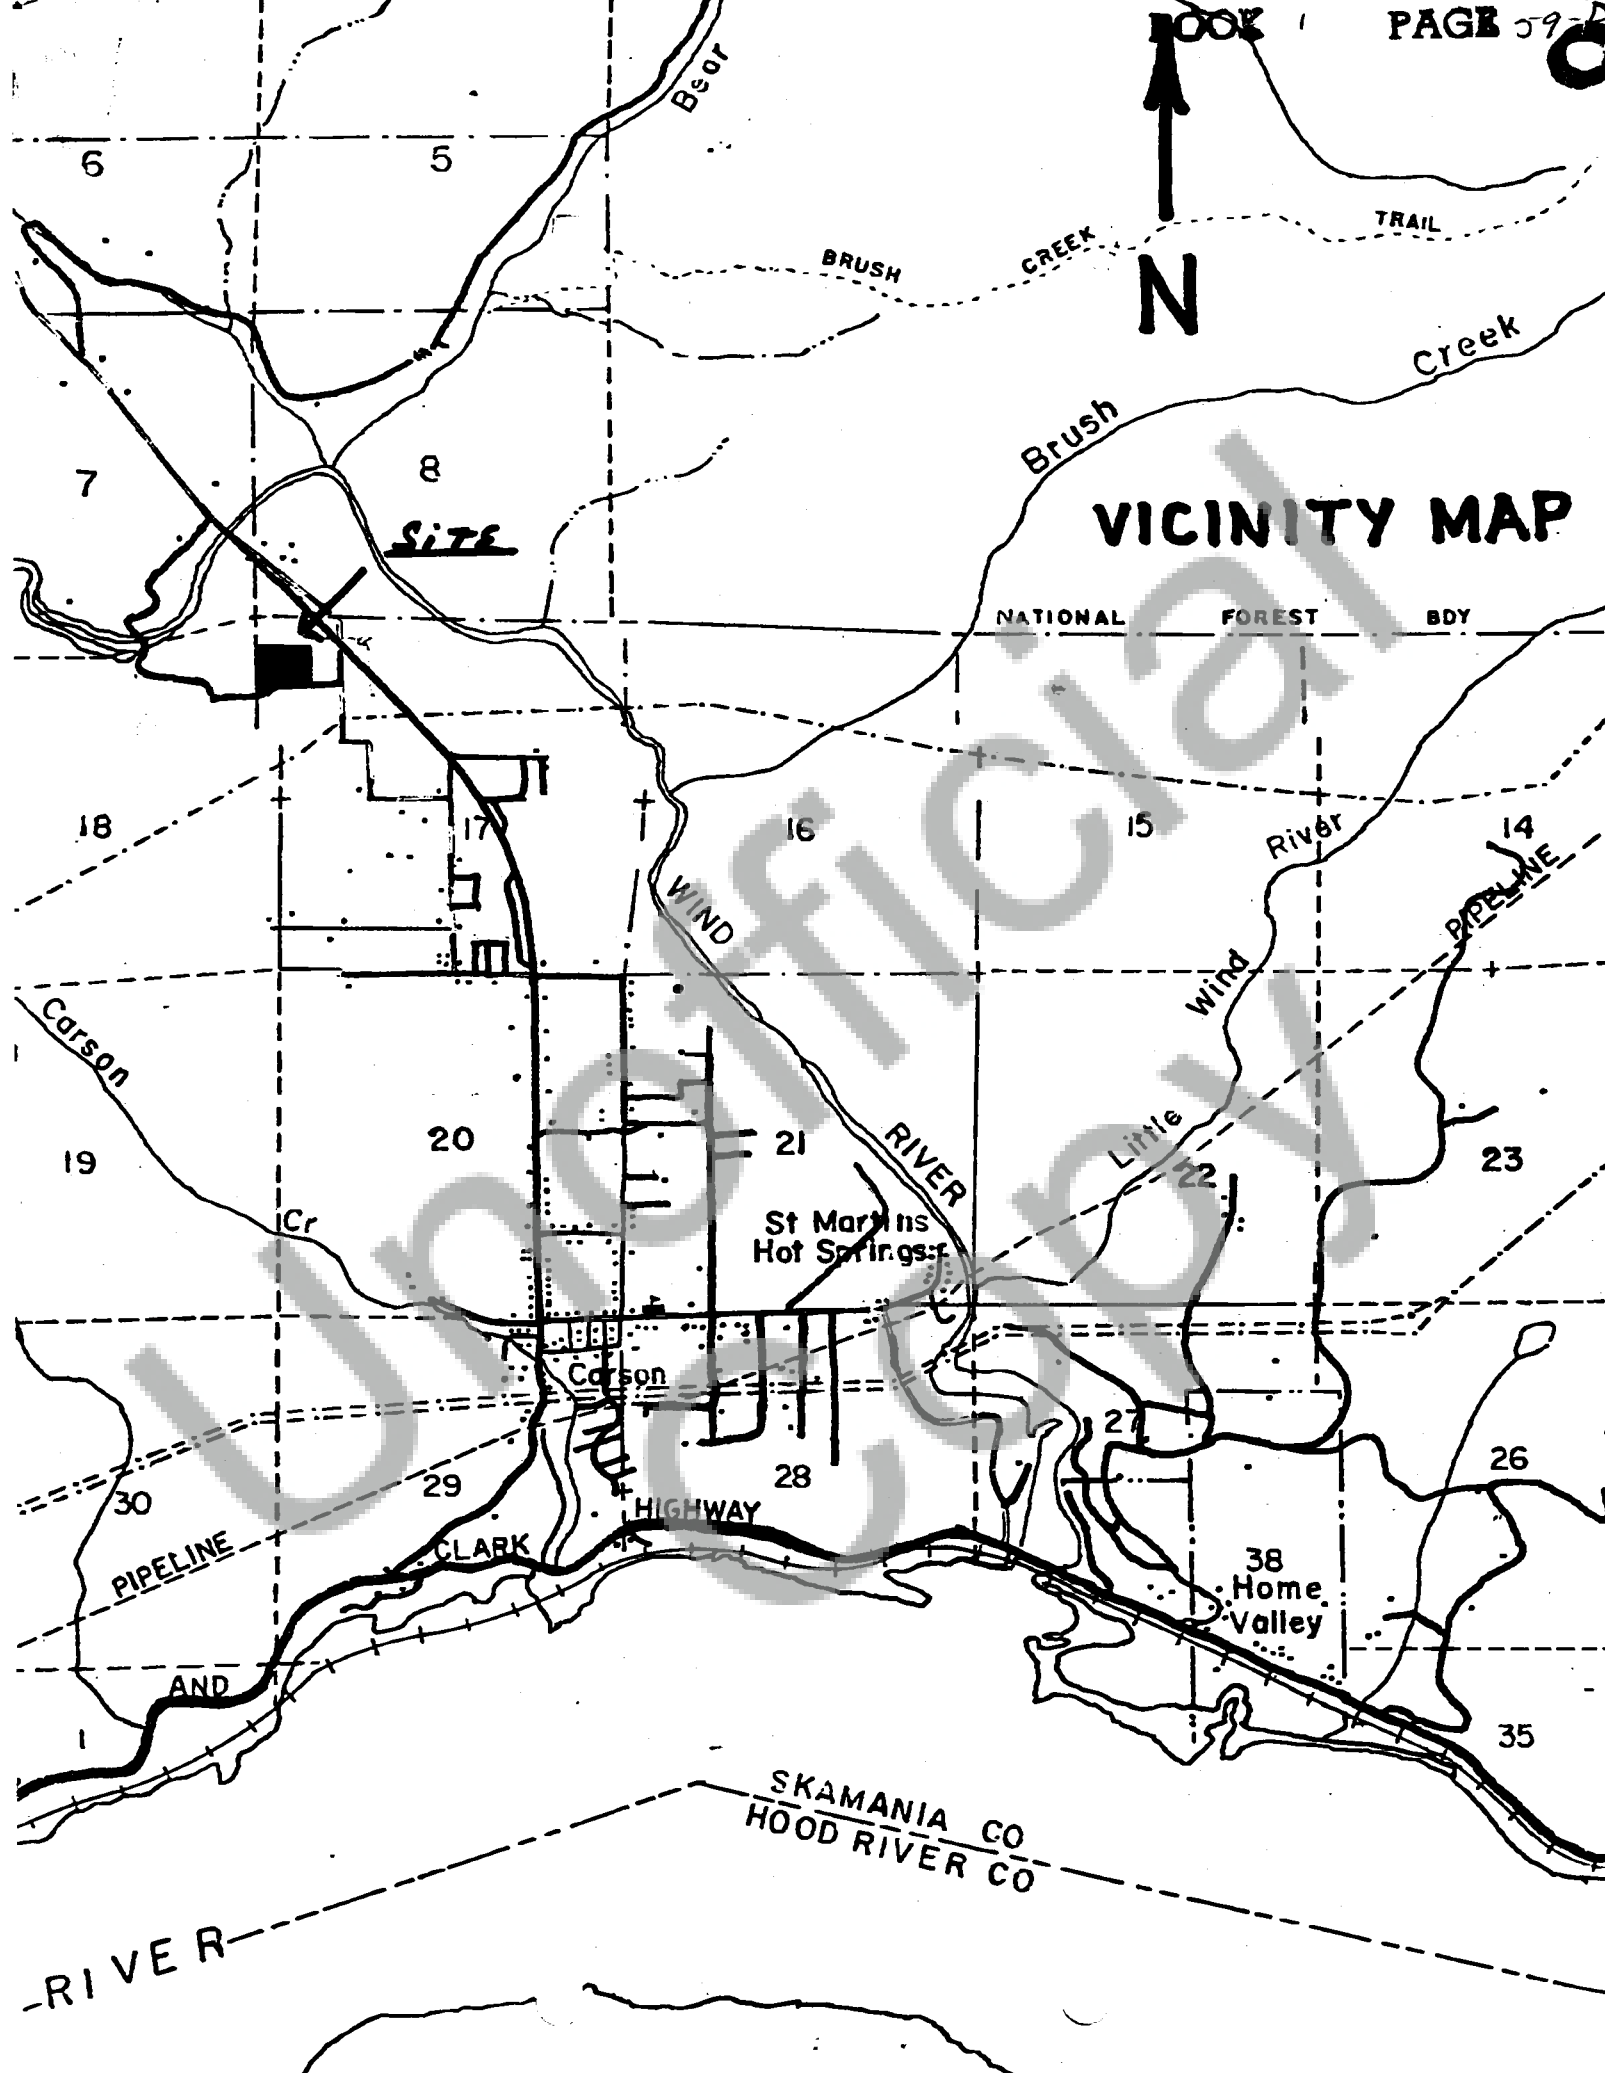 BOOK 1 PAGE 59-D
Bear
6
5
BRUSH CREEK TRAIL
N
Brush Creek
7
8
SITE
VICINITY MAP
NATIONAL FOREST BDY
18
17
16
15
14
Little Wind River
PIPELINE
WIND RIVER
Carson Cr
19
20
21
22
23
St Martins
Hot Springs
Carson
30
29
28
27
26
PIPELINE
AND CLARK HIGHWAY
38
Home
Valley
1
35
SKAMANIA CO
HOOD RIVER CO
RIVER
Unofficial
Copy